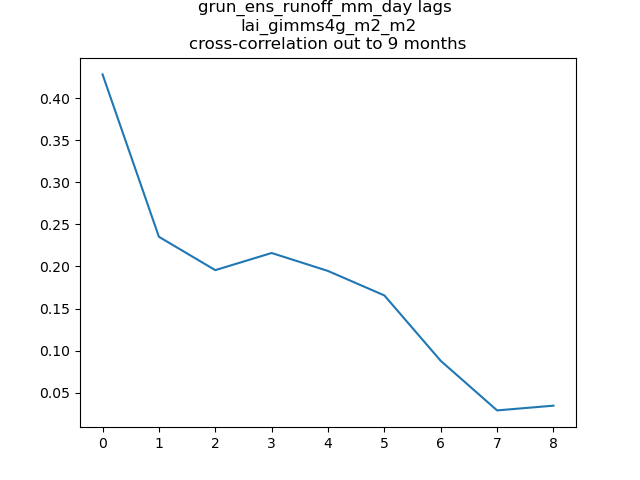 grun_ens_runoff_mm_day lags
lai_gimms4g_m2_m2
cross-correlation out to 9 months
0.40
0.35
0.30
0.25
0.20
0.15
0.10
0.05
0 1 2 3 4 5 6 7 8